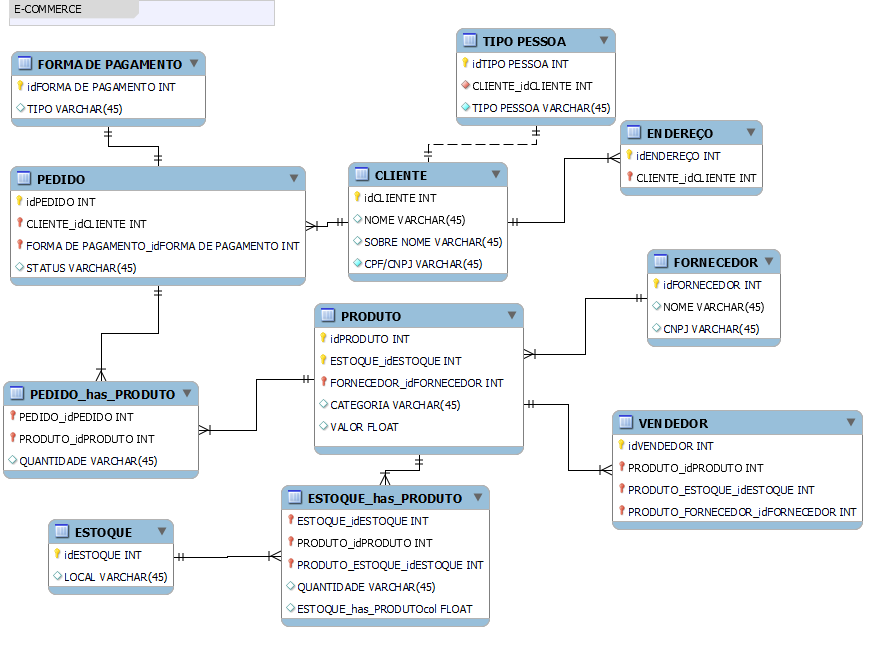 E-COMMERCE
FORMA DE PAGAMENTO
idFORMA DE PAGAMENTO INT
TIPO VARCHAR(45)
TIPO PESSOA
idTIPO PESSOA INT
CLIENTE_idCLIENTE INT
TIPO PESSOA VARCHAR(45)
ENDEREÇO
idENDEREÇO INT
CLIENTE_idCLIENTE INT
PEDIDO
idPEDIDO INT
CLIENTE_idCLIENTE INT
FORMA DE PAGAMENTO_idFORMA DE PAGAMENTO INT
STATUS VARCHAR(45)
CLIENTE
idCLIENTE INT
NOME VARCHAR(45)
SOBRE NOME VARCHAR(45)
CPF/CNPJ VARCHAR(45)
FORNECEDOR
idFORNECEDOR INT
NOME VARCHAR(45)
CNPJ VARCHAR(45)
PRODUTO
idPRODUTO INT
ESTOQUE_idESTOQUE INT
FORNECEDOR_idFORNECEDOR INT
CATEGORIA VARCHAR(45)
VALOR FLOAT
PEDIDO_has_PRODUTO
PEDIDO_idPEDIDO INT
PRODUTO_idPRODUTO INT
QUANTIDADE VARCHAR(45)
VENDEDOR
idVENDEDOR INT
PRODUTO_idPRODUTO INT
PRODUTO_ESTOQUE_idESTOQUE INT
PRODUTO_FORNECEDOR_idFORNECEDOR INT
ESTOQUE_has_PRODUTO
ESTOQUE_idESTOQUE INT
PRODUTO_idPRODUTO INT
PRODUTO_ESTOQUE_idESTOQUE INT
QUANTIDADE VARCHAR(45)
ESTOQUE_has_PRODUTOcol FLOAT
ESTOQUE
idESTOQUE INT
LOCAL VARCHAR(45)